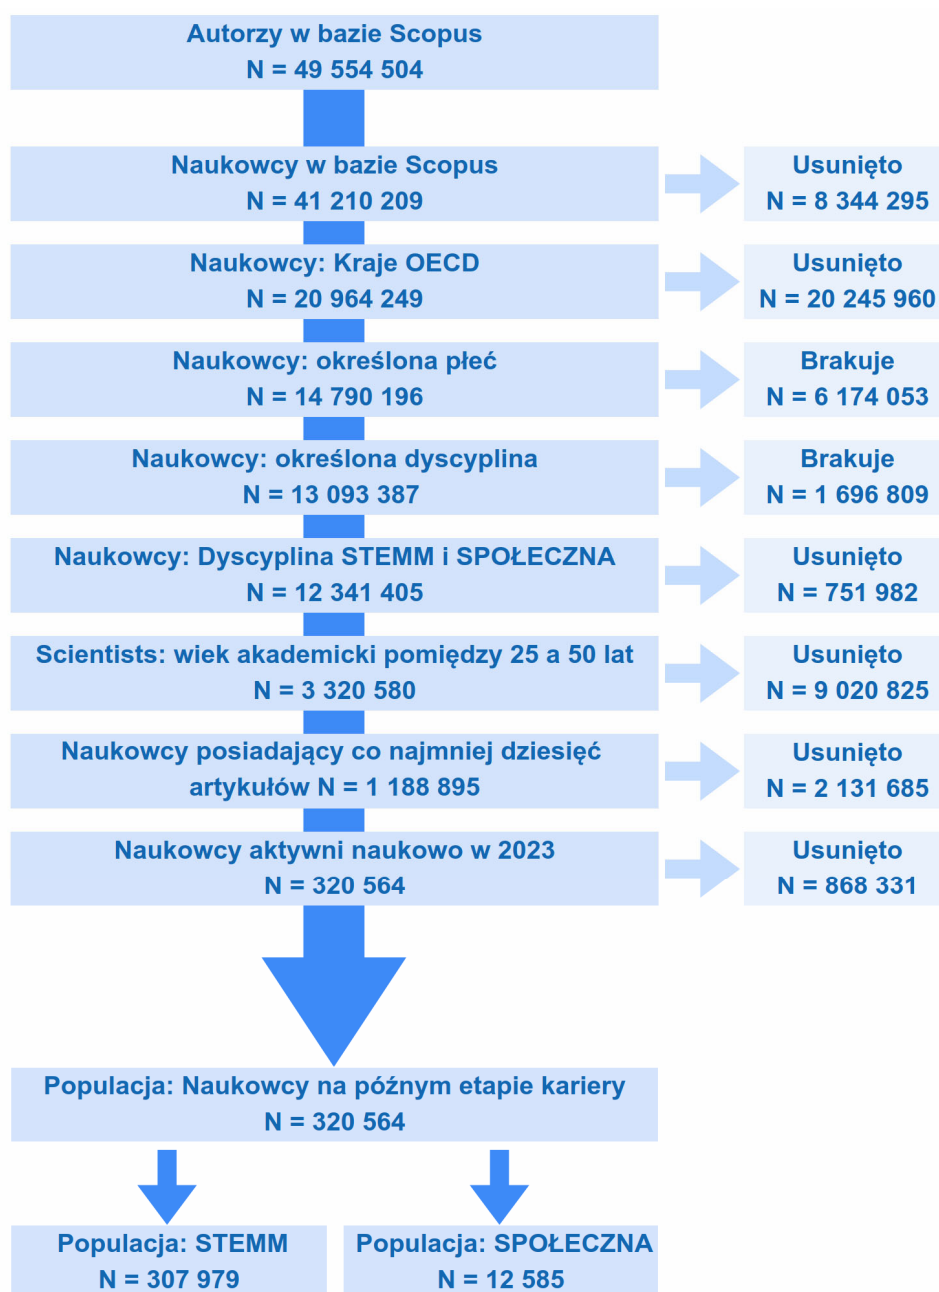 Autorzy w bazie Scopus
N = 49 554 504
Naukowcy w bazie Scopus
N = 41 210 209
Usunięto
N = 8 344 295
Naukowcy: Kraje OECD
N = 20 964 249
Usunięto
N = 20 245 960
Naukowcy: określona płeć
N = 14 790 196
Brakuje
N = 6 174 053
Naukowcy: określona dyscyplina
N = 13 093 387
Brakuje
N = 1 696 809
Naukowcy: Dyscyplina STEMM i SPOŁECZNA
N = 12 341 405
Usunięto
N = 751 982
Scientists: wiek akademicki pomiędzy 25 a 50 lat
N = 3 320 580
Usunięto
N = 9 020 825
Naukowcy posiadający co najmniej dziesięć
artykułów N = 1 188 895
Usunięto
N = 2 131 685
Naukowcy aktywni naukowo w 2023
N = 320 564
Usunięto
N = 868 331
Populacja: Naukowcy na późnym etapie kariery
N = 320 564
Populacja: STEMM
N = 307 979
Populacja: SPOŁECZNA
N = 12 585